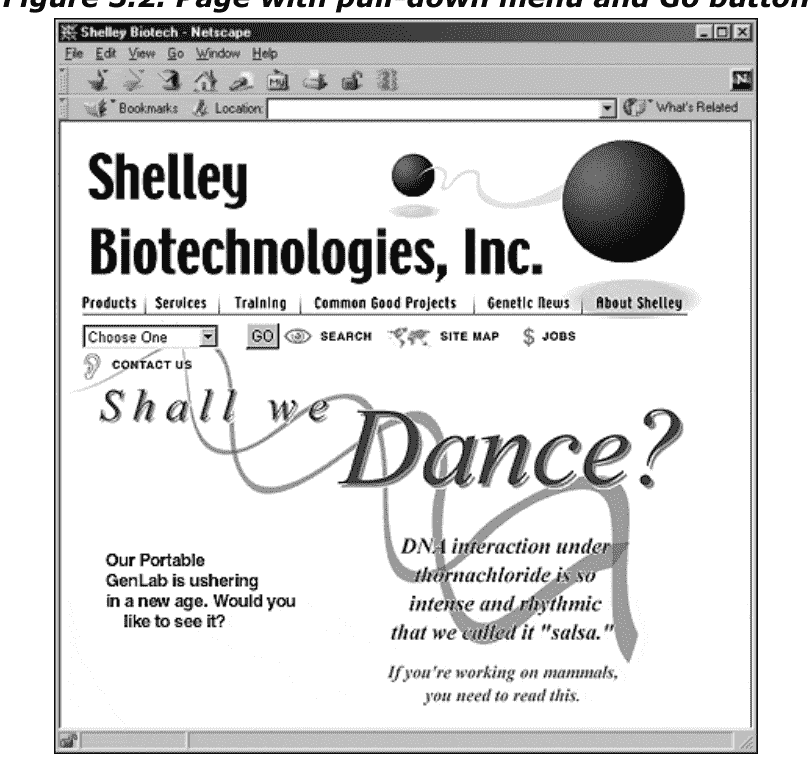 Figure 3.2. Page with pull-down menu and Go button
Shelley Biotech - Netscape
File Edit View Go Window Help
My
N
Bookmarks Location: What's Related
Shelley
Biotechnologies, Inc.
Products Services Training Common Good Projects Genetic News About Shelley
Choose One GO SEARCH SITE MAP $ JOBS
CONTACT US
Shall we
Dance?
DNA interaction under
thornachloride is so
intense and rhythmic
that we called it "salsa."
Our Portable
GenLab is ushering
in a new age. Would you
like to see it?
If you're working on mammals,
you need to read this.